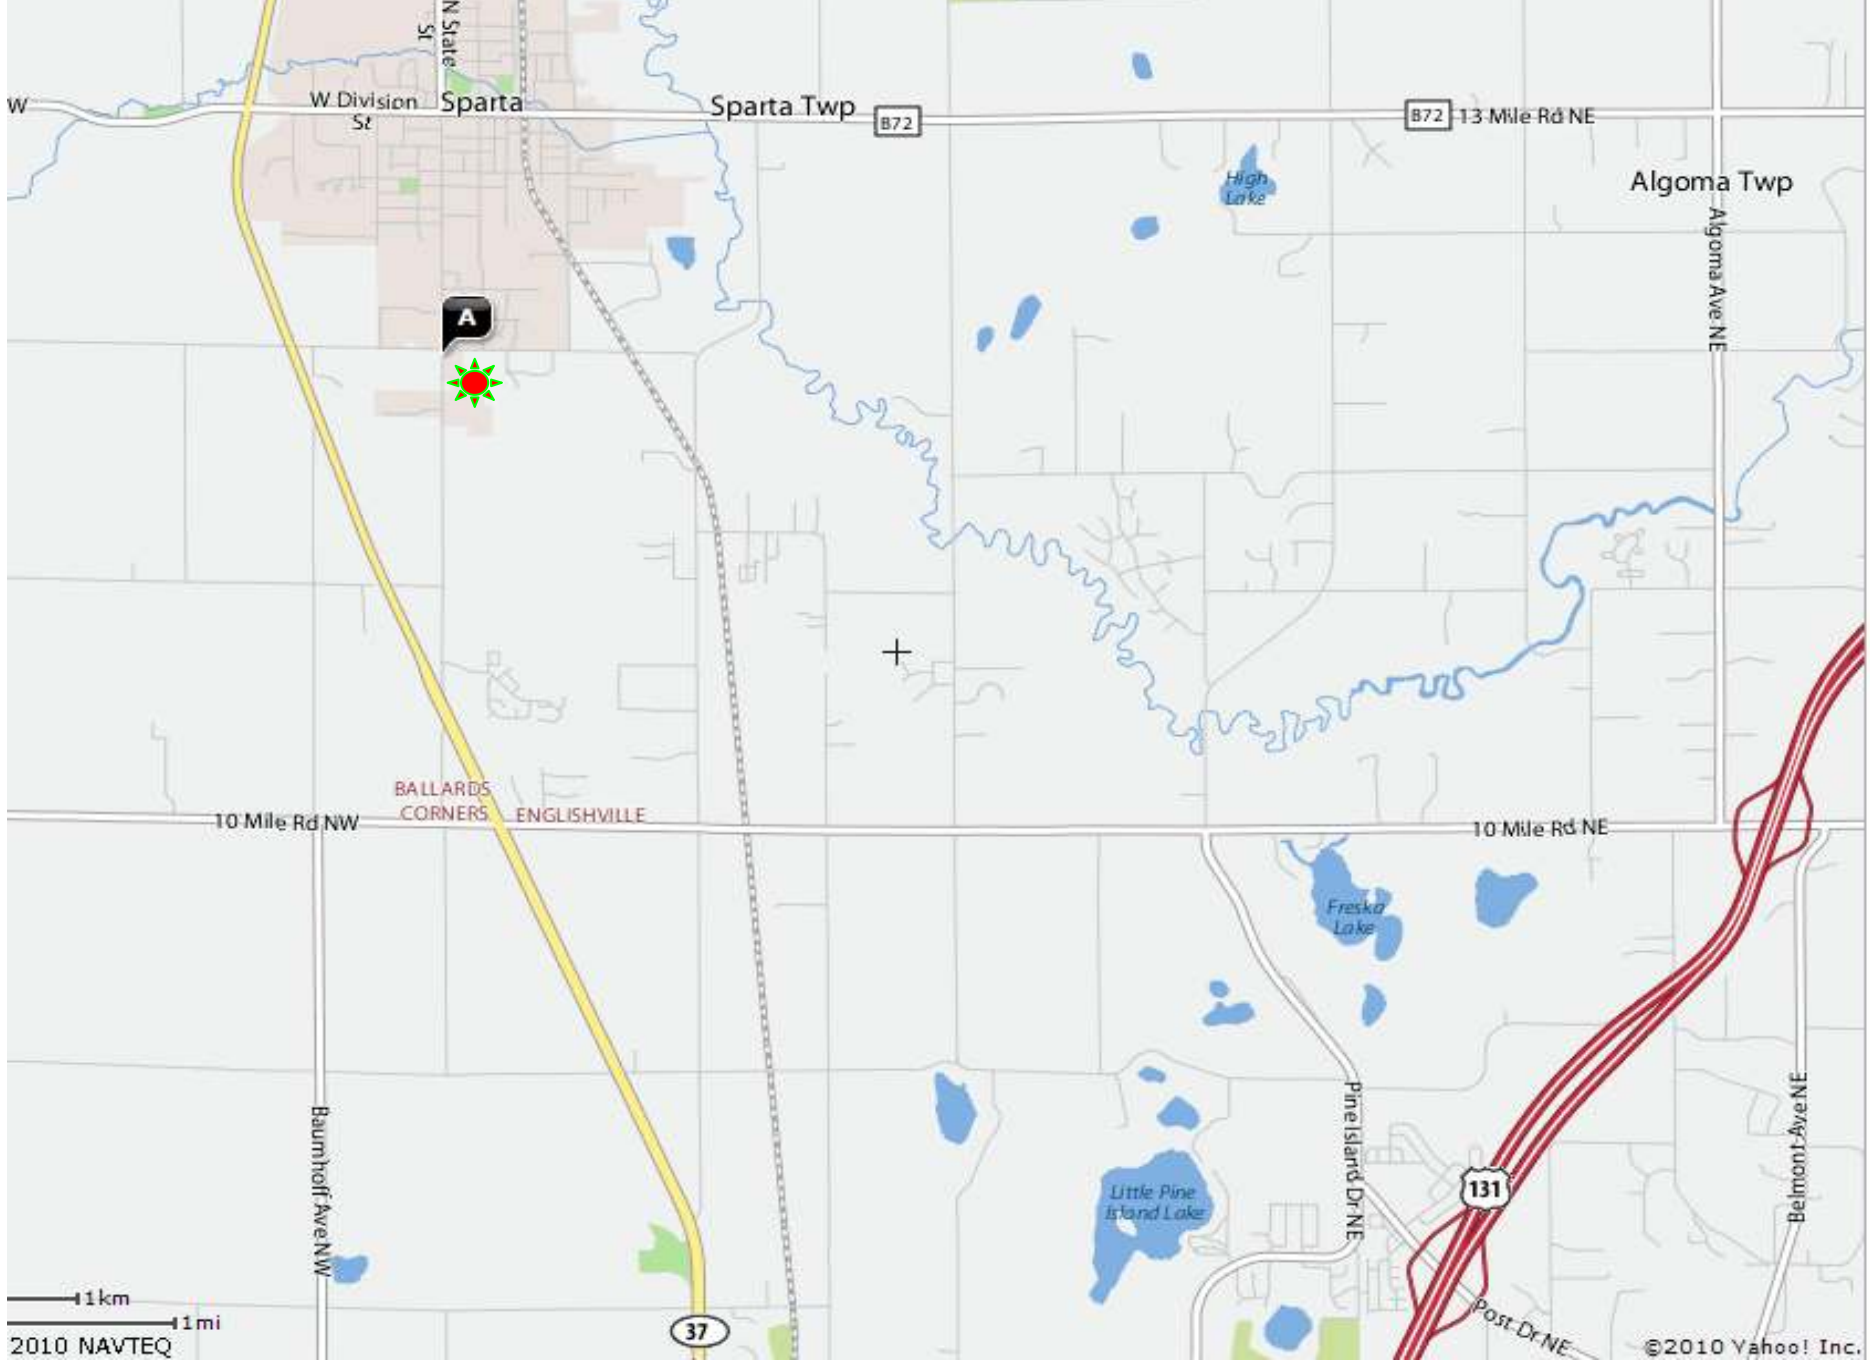 N State
St
W
W Division
St
Sparta
Sparta Twp
B72
B72
13 Mile Rd NE
High
Lake
Algoma Twp
Algoma Ave NE
A
BALLARDS
CORNERS
ENGLISHVILLE
10 Mile Rd NW
10 Mile Rd NE
Freska
Lake
Baumhoff Ave NW
Pine Island Dr NE
Belmont Ave NE
Little Pine
Island Lake
131
1km
1mi
37
Post Dr NE
2010 NAVTEQ
©2010 Yahoo! Inc.